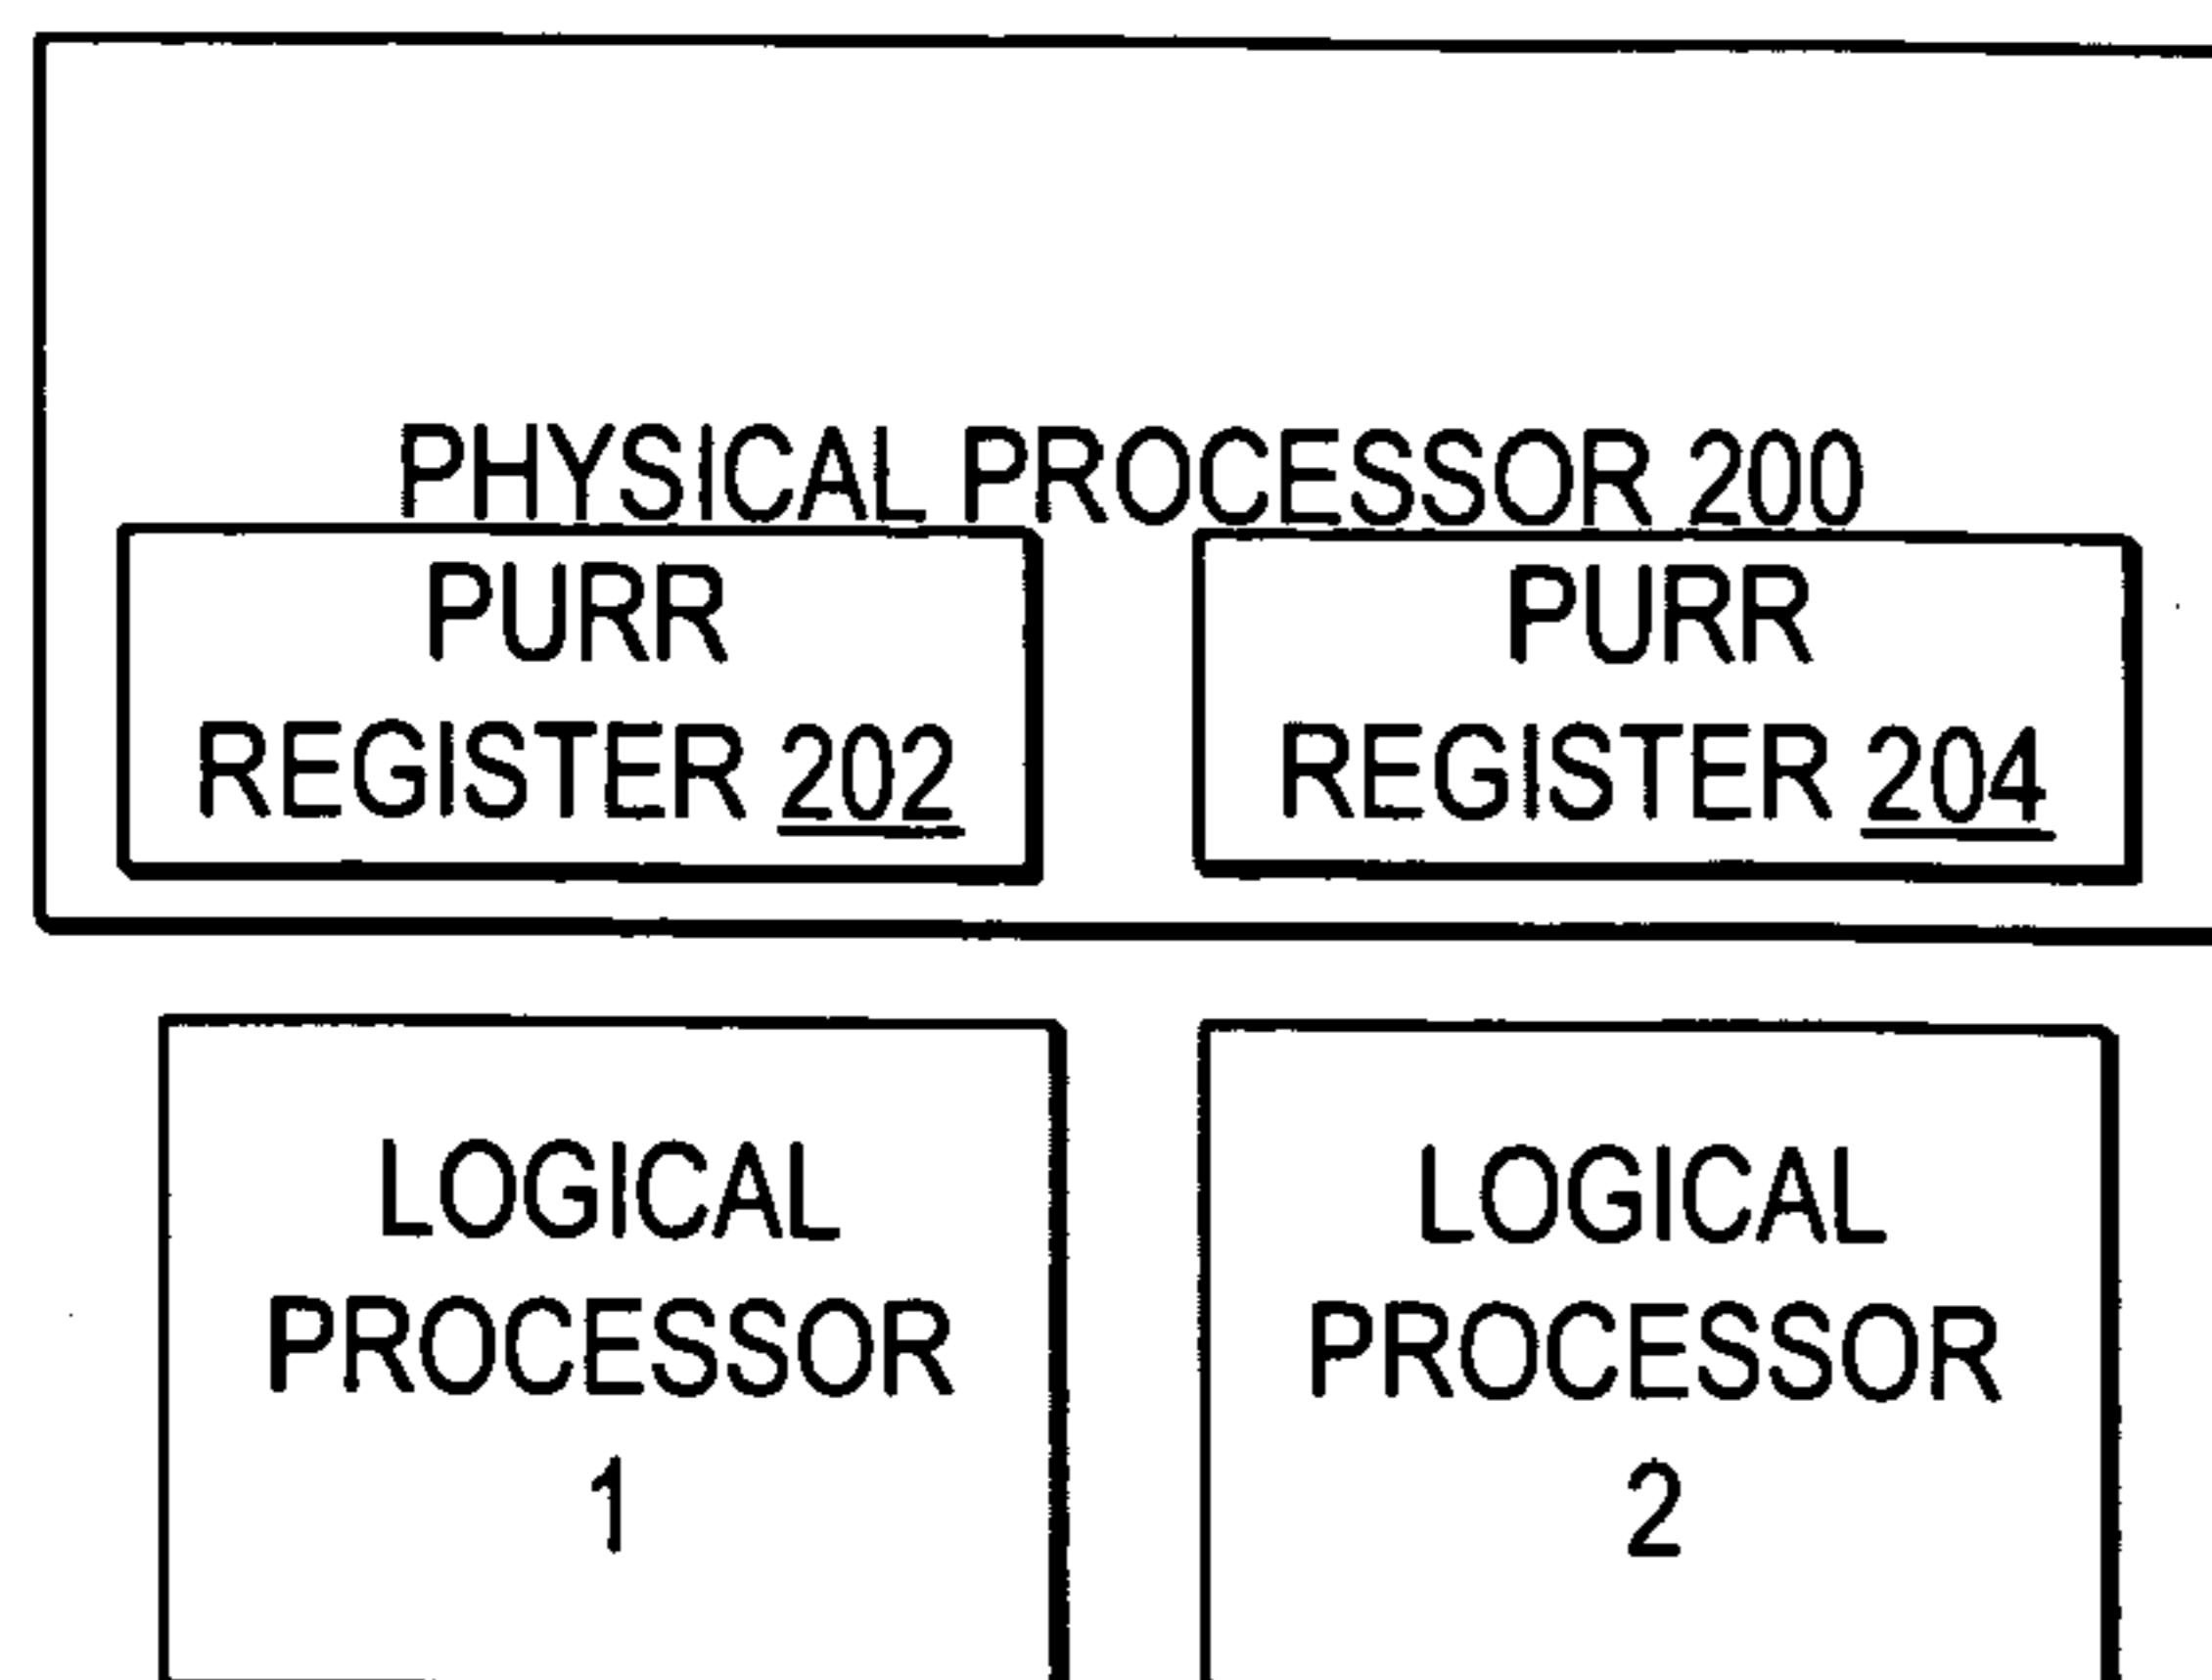 PHYSICAL PROCESSOR 200
PURR
REGISTER 202
PURR
REGISTER 204
LOGICAL
PROCESSOR
1
LOGICAL
PROCESSOR
2